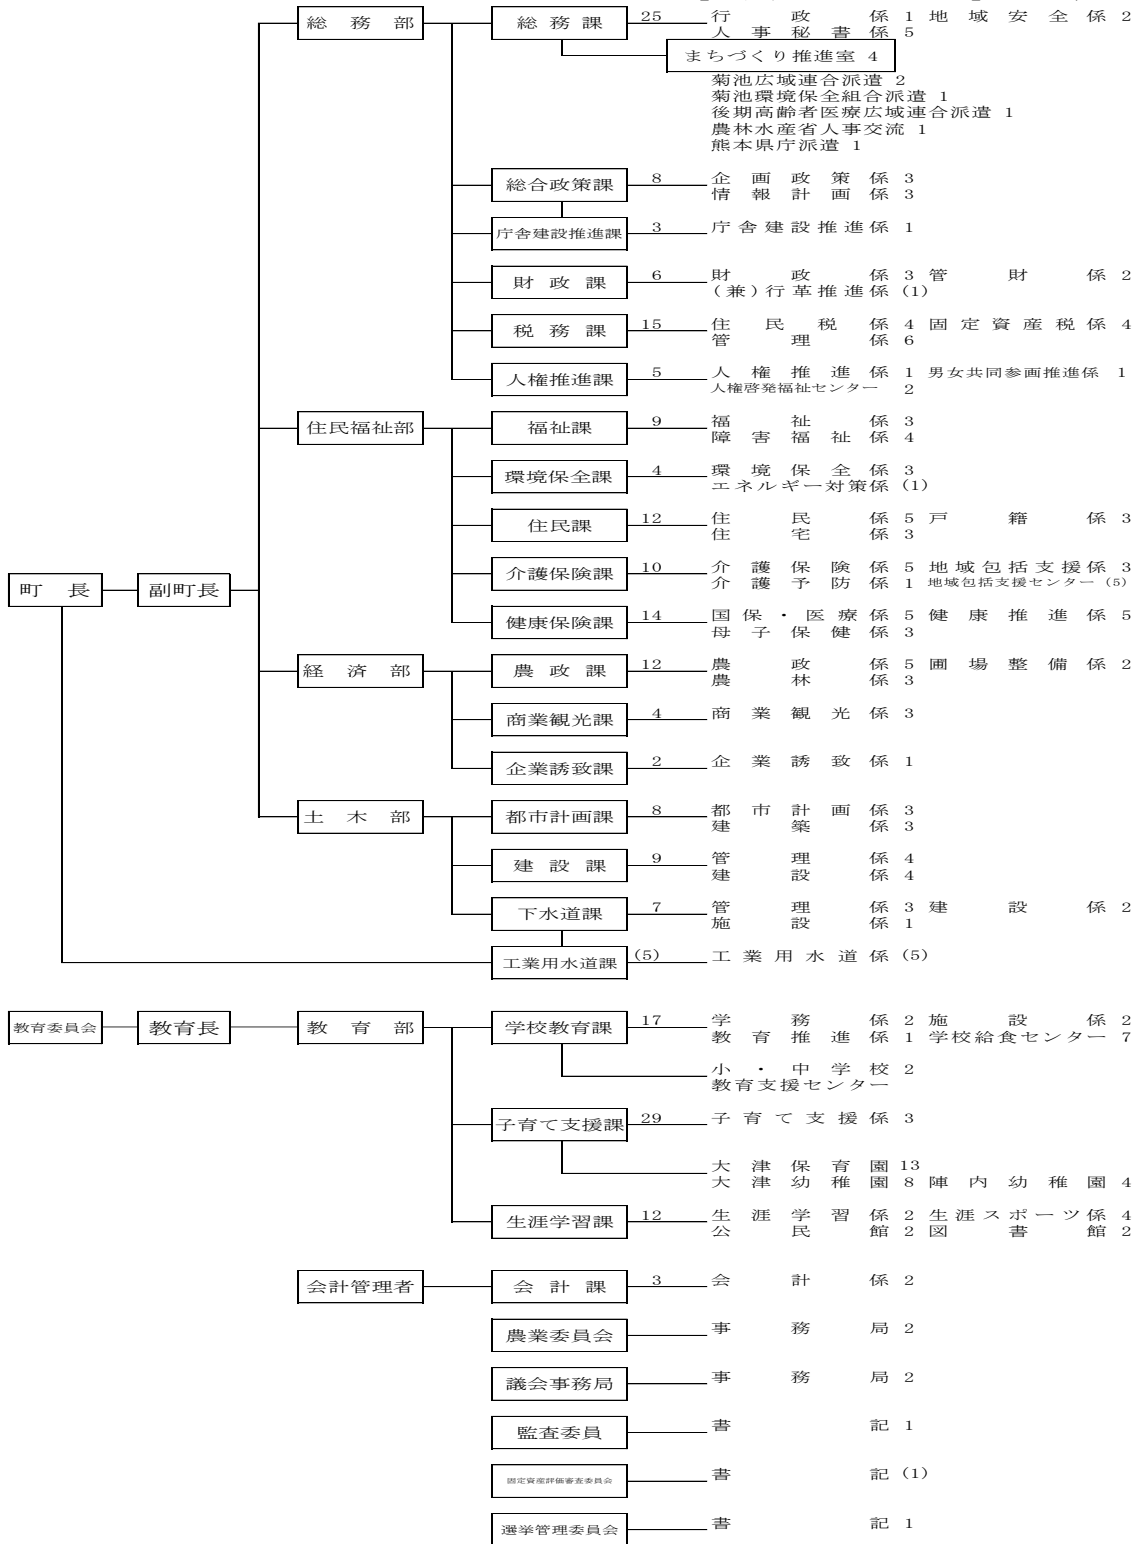 総務部 総務課 25 行政係 1 地域安全係 2
人事秘書係 5
まちづくり推進室 4
菊池広域連合派遣 2
菊池環境保全組合派遣 1
後期高齢者医療広域連合派遣 1
農林水産省人事交流 1
熊本県庁派遣 1
総合政策課 8 企画政策係 3
情報計画係 3
庁舎建設推進課 3 庁舎建設推進係 1
財政課 6 財政係 3 管財係 2
(兼)行革推進係 (1)
税務課 15 住民税係 4 固定資産税係 4
管理係 6
人権推進課 5 人権推進係 1 男女共同参画推進係 1
人権啓発福祉センター 2
住民福祉部 福祉課 9 福祉係 3
障害福祉係 4
環境保全課 4 環境保全係 3
エネルギー対策係 (1)
住民課 12 住民係 5 戸籍係 3
住宅係 3
町長 副町長 介護保険課 10 介護保険係 5 地域包括支援係 3
介護予防係 1 地域包括支援センター (5)
健康保険課 14 国保・医療係 5 健康推進係 5
母子保健係 3
経済部 農政課 12 農政係 5 圃場整備係 2
農林係 3
商業観光課 4 商業観光係 3
企業誘致課 2 企業誘致係 1
土木部 都市計画課 8 都市計画係 3
建築係 3
建設課 9 管理係 4
建設係 4
下水道課 7 管理係 3 建設係 2
施設係 1
工業用水道課 (5) 工業用水道係 (5)
教育委員会 教育長 教育部 学校教育課 17 学務係 2 施設係 2
教育推進係 1 学校給食センター 7
小・中学校 2
教育支援センター
子育て支援課 29 子育て支援係 3
大津保育園 13
大津幼稚園 8 陣内幼稚園 4
生涯学習課 12 生涯学習係 2 生涯スポーツ係 4
公民館 2 図書館 2
会計管理者 会計課 3 会計係 2
農業委員会 事務局 2
議会事務局 事務局 2
監査委員 書記 1
固定資産評価審査委員会 書記 (1)
選挙管理委員会 書記 1